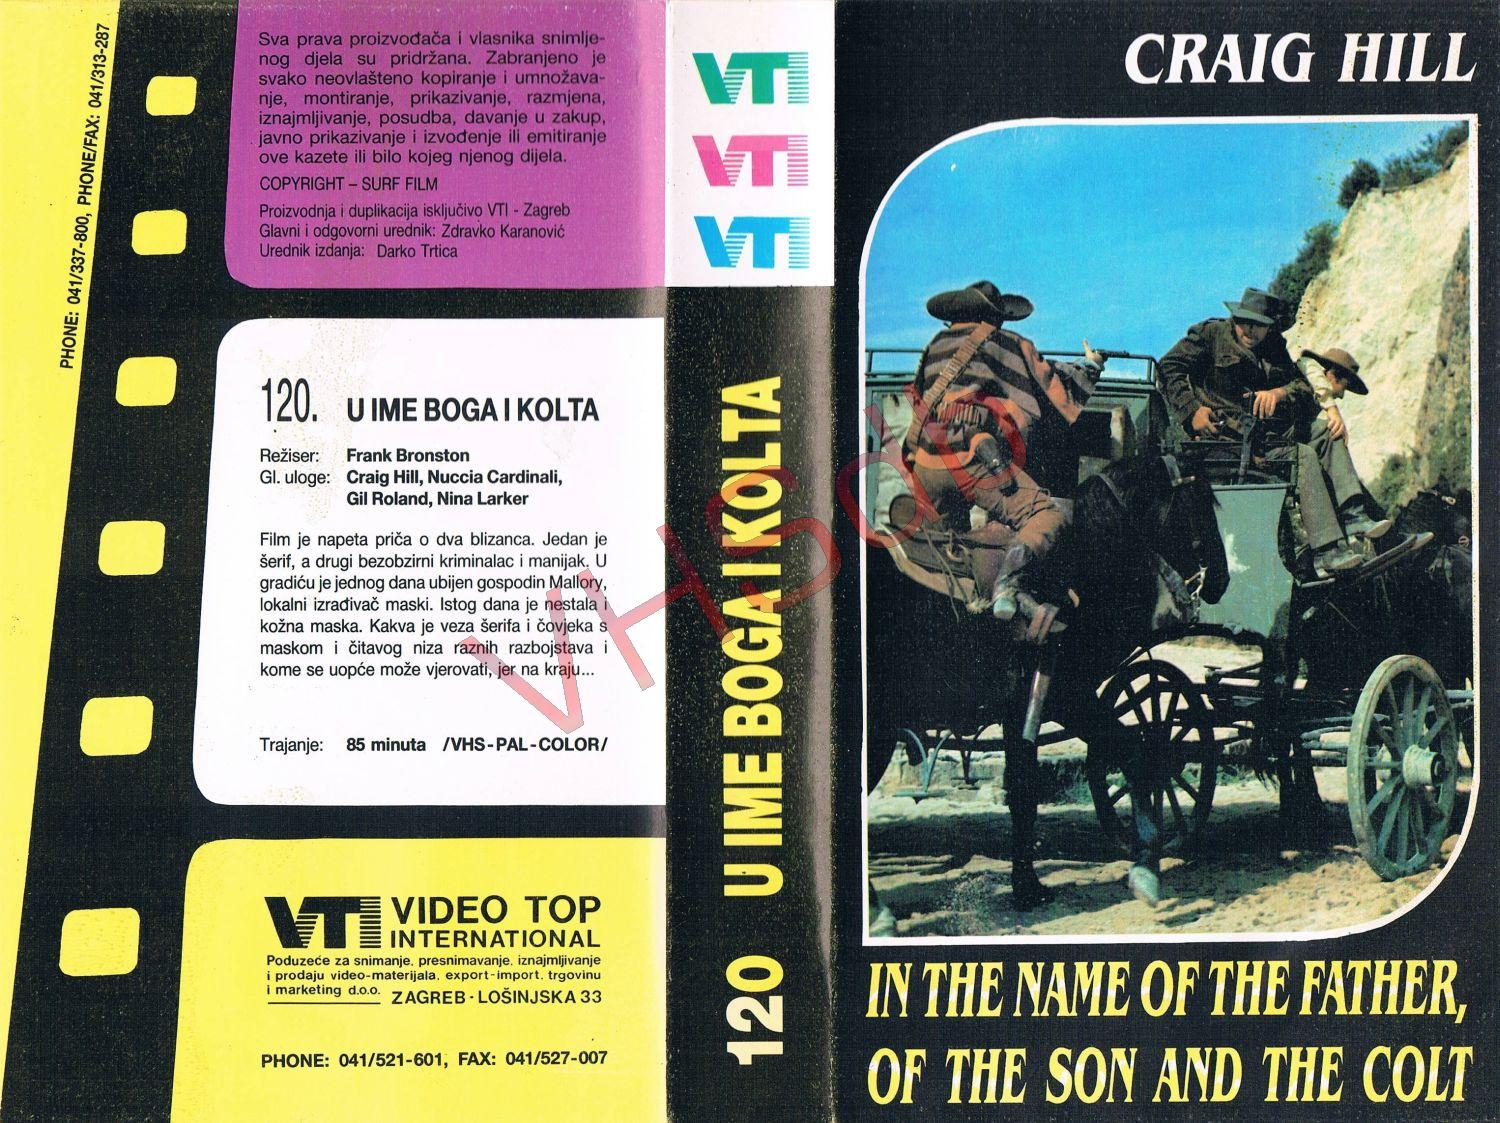 PHONE: 041/337-800, PHONE/FAX: 041/313-287
Sva prava proizvođača i vlasnika snimlje-
nog djela su pridržana. Zabranjeno je
svako neovlašteno kopiranje i umnožava-
nje, montiranje, prikazivanje, razmjena,
iznajmljivanje, posudba, davanje u zakup,
javno prikazivanje i izvođenje ili emitiranje
ove kazete ili bilo kojeg njenog dijela.
COPYRIGHT – SURF FILM
Proizvodnja i duplikacija isključivo VTI - Zagreb
Glavni i odgovorni urednik: Zdravko Karanović
Urednik izdanja: Darko Trtica
120. U IME BOGA I KOLTA
Režiser: Frank Bronston
Gl. uloge: Craig Hill, Nuccia Cardinali,
Gil Roland, Nina Larker
Film je napeta priča o dva blizanca. Jedan je
šerif, a drugi bezobzirni kriminalac i manijak. U
gradiću je jednog dana ubijen gospodin Mallory,
lokalni izrađivač maski. Istog dana je nestala i
kožna maska. Kakva je veza šerifa i čovjeka s
maskom i čitavog niza raznih razbojstava i
kome se uopće može vjerovati, jer na kraju...
Trajanje: 85 minuta /VHS-PAL-COLOR/
VTI VIDEO TOP
INTERNATIONAL
Poduzeće za snimanje, presnimavanje, iznajmljivanje
i prodaju video-materijala, export-import, trgovinu
i marketing d.o.o. ZAGREB · LOŠINJSKA 33
PHONE: 041/521-601, FAX: 041/527-007
VTI
VTI
VTI
120 U IME BOGA I KOLTA
CRAIG HILL
IN THE NAME OF THE FATHER,
OF THE SON AND THE COLT
VHSdb